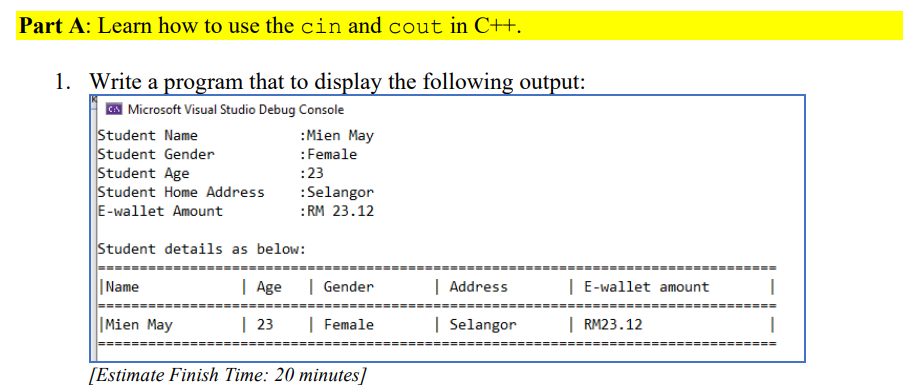 Part A: Learn how to use the cin and cout in C++.
1. Write a program that to display the following output:
C:\ Microsoft Visual Studio Debug Console
Student Name :Mien May
Student Gender :Female
Student Age :23
Student Home Address :Selangor
E-wallet Amount :RM 23.12
Student details as below:
=================================================================================
|Name | Age | Gender | Address | E-wallet amount |
=================================================================================
|Mien May | 23 | Female | Selangor | RM23.12 |
=================================================================================
[Estimate Finish Time: 20 minutes]